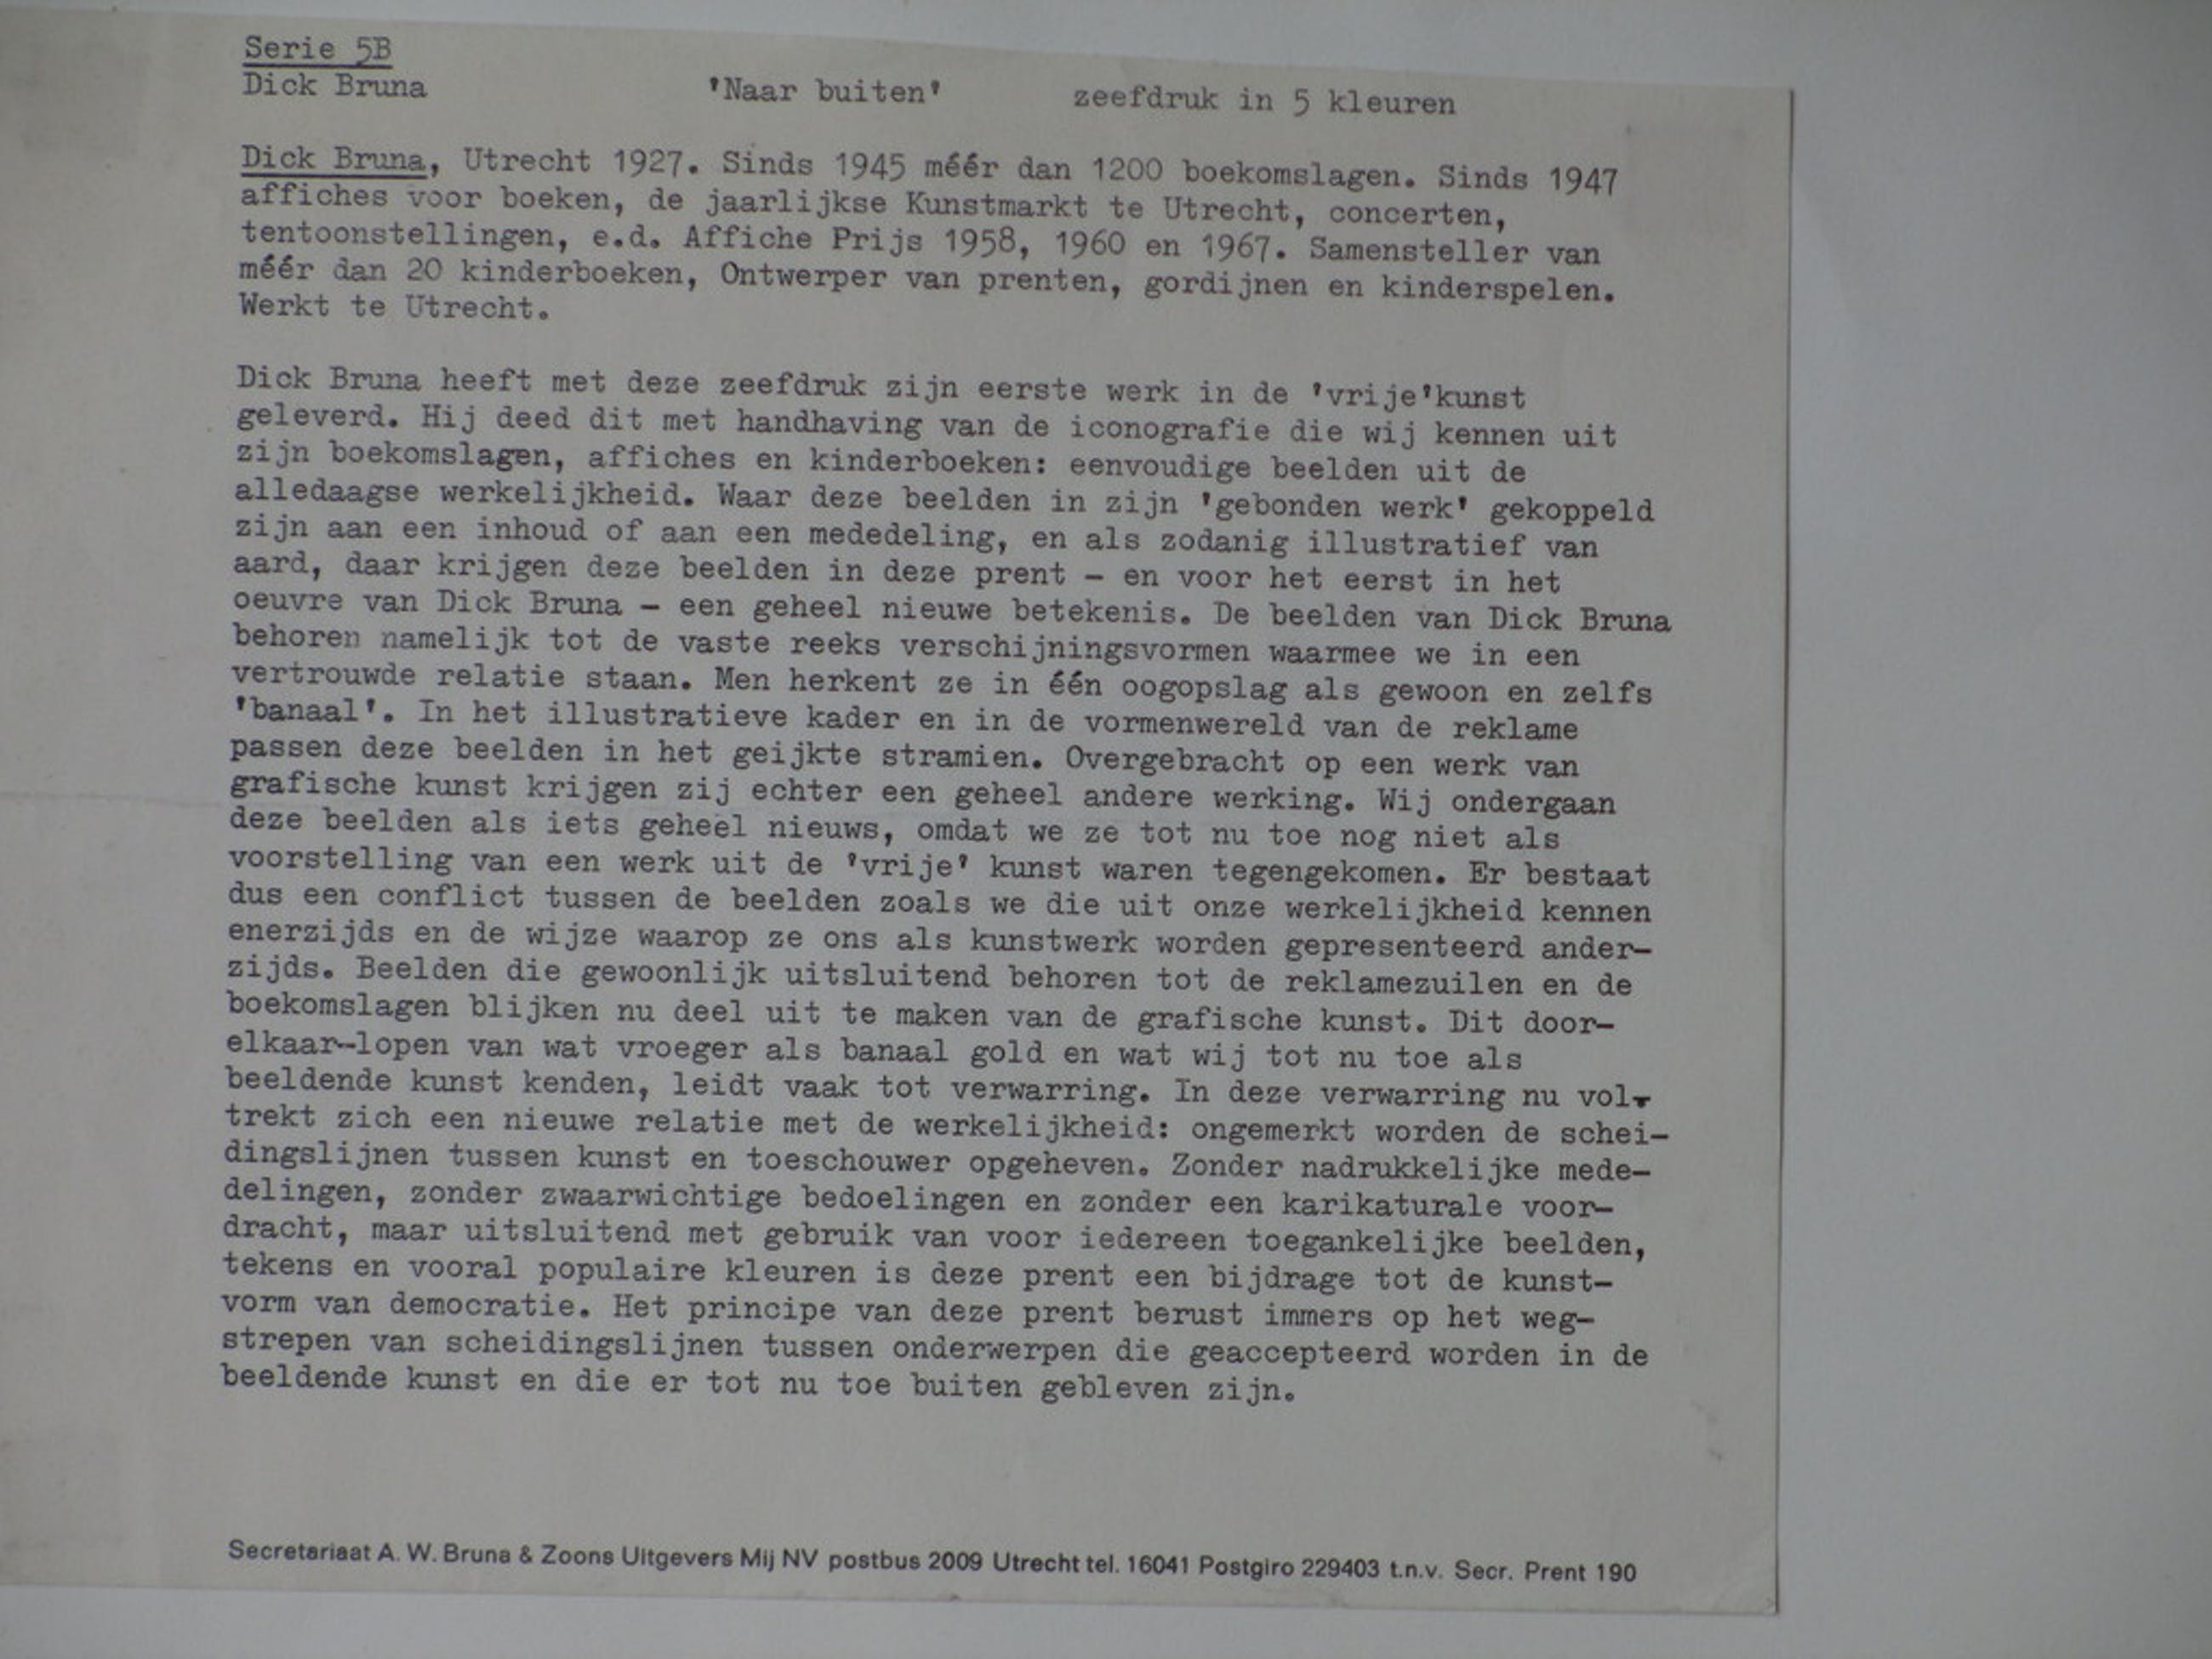 Serie 5B
Dick Bruna 'Naar buiten' zeefdruk in 5 kleuren
Dick Bruna, Utrecht 1927. Sinds 1945 méér dan 1200 boekomslagen. Sinds 1947
affiches voor boeken, de jaarlijkse Kunstmarkt te Utrecht, concerten,
tentoonstellingen, e.d. Affiche Prijs 1958, 1960 en 1967. Samensteller van
méér dan 20 kinderboeken, Ontwerper van prenten, gordijnen en kinderspelen.
Werkt te Utrecht.
Dick Bruna heeft met deze zeefdruk zijn eerste werk in de 'vrije'kunst
geleverd. Hij deed dit met handhaving van de iconografie die wij kennen uit
zijn boekomslagen, affiches en kinderboeken: eenvoudige beelden uit de
alledaagse werkelijkheid. Waar deze beelden in zijn 'gebonden werk' gekoppeld
zijn aan een inhoud of aan een mededeling, en als zodanig illustratief van
aard, daar krijgen deze beelden in deze prent - en voor het eerst in het
oeuvre van Dick Bruna - een geheel nieuwe betekenis. De beelden van Dick Bruna
behoren namelijk tot de vaste reeks verschijningsvormen waarmee we in een
vertrouwde relatie staan. Men herkent ze in één oogopslag als gewoon en zelfs
'banaal'. In het illustratieve kader en in de vormenwereld van de reklame
passen deze beelden in het geijkte stramien. Overgebracht op een werk van
grafische kunst krijgen zij echter een geheel andere werking. Wij ondergaan
deze beelden als iets geheel nieuws, omdat we ze tot nu toe nog niet als
voorstelling van een werk uit de 'vrije' kunst waren tegengekomen. Er bestaat
dus een conflict tussen de beelden zoals we die uit onze werkelijkheid kennen
enerzijds en de wijze waarop ze ons als kunstwerk worden gepresenteerd ander-
zijds. Beelden die gewoonlijk uitsluitend behoren tot de reklamezuilen en de
boekomslagen blijken nu deel uit te maken van de grafische kunst. Dit door-
elkaar-lopen van wat vroeger als banaal gold en wat wij tot nu toe als
beeldende kunst kenden, leidt vaak tot verwarring. In deze verwarring nu vol-
trekt zich een nieuwe relatie met de werkelijkheid: ongemerkt worden de schei-
dingslijnen tussen kunst en toeschouwer opgeheven. Zonder nadrukkelijke mede-
delingen, zonder zwaarwichtige bedoelingen en zonder een karikaturale voor-
dracht, maar uitsluitend met gebruik van voor iedereen toegankelijke beelden,
tekens en vooral populaire kleuren is deze prent een bijdrage tot de kunst-
vorm van democratie. Het principe van deze prent berust immers op het weg-
strepen van scheidingslijnen tussen onderwerpen die geaccepteerd worden in de
beeldende kunst en die er tot nu toe buiten gebleven zijn.
Secretariaat A. W. Bruna & Zoons Uitgevers Mij NV postbus 2009 Utrecht tel. 16041 Postgiro 229403 t.n.v. Secr. Prent 190